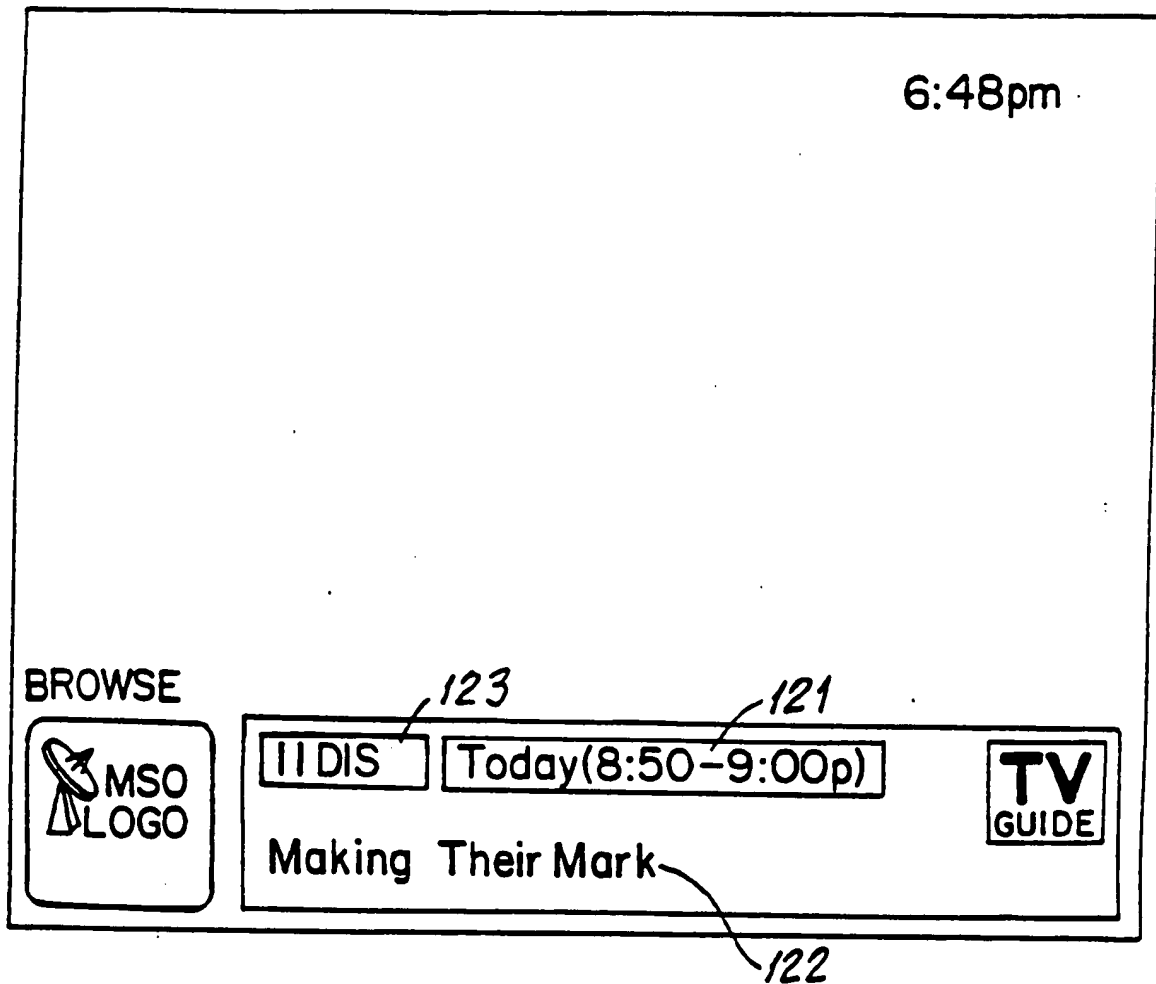 6:48pm
BROWSE
123
121
MSO
LOGO
11 DIS
Today(8:50-9:00p)
TV
GUIDE
Making Their Mark
122